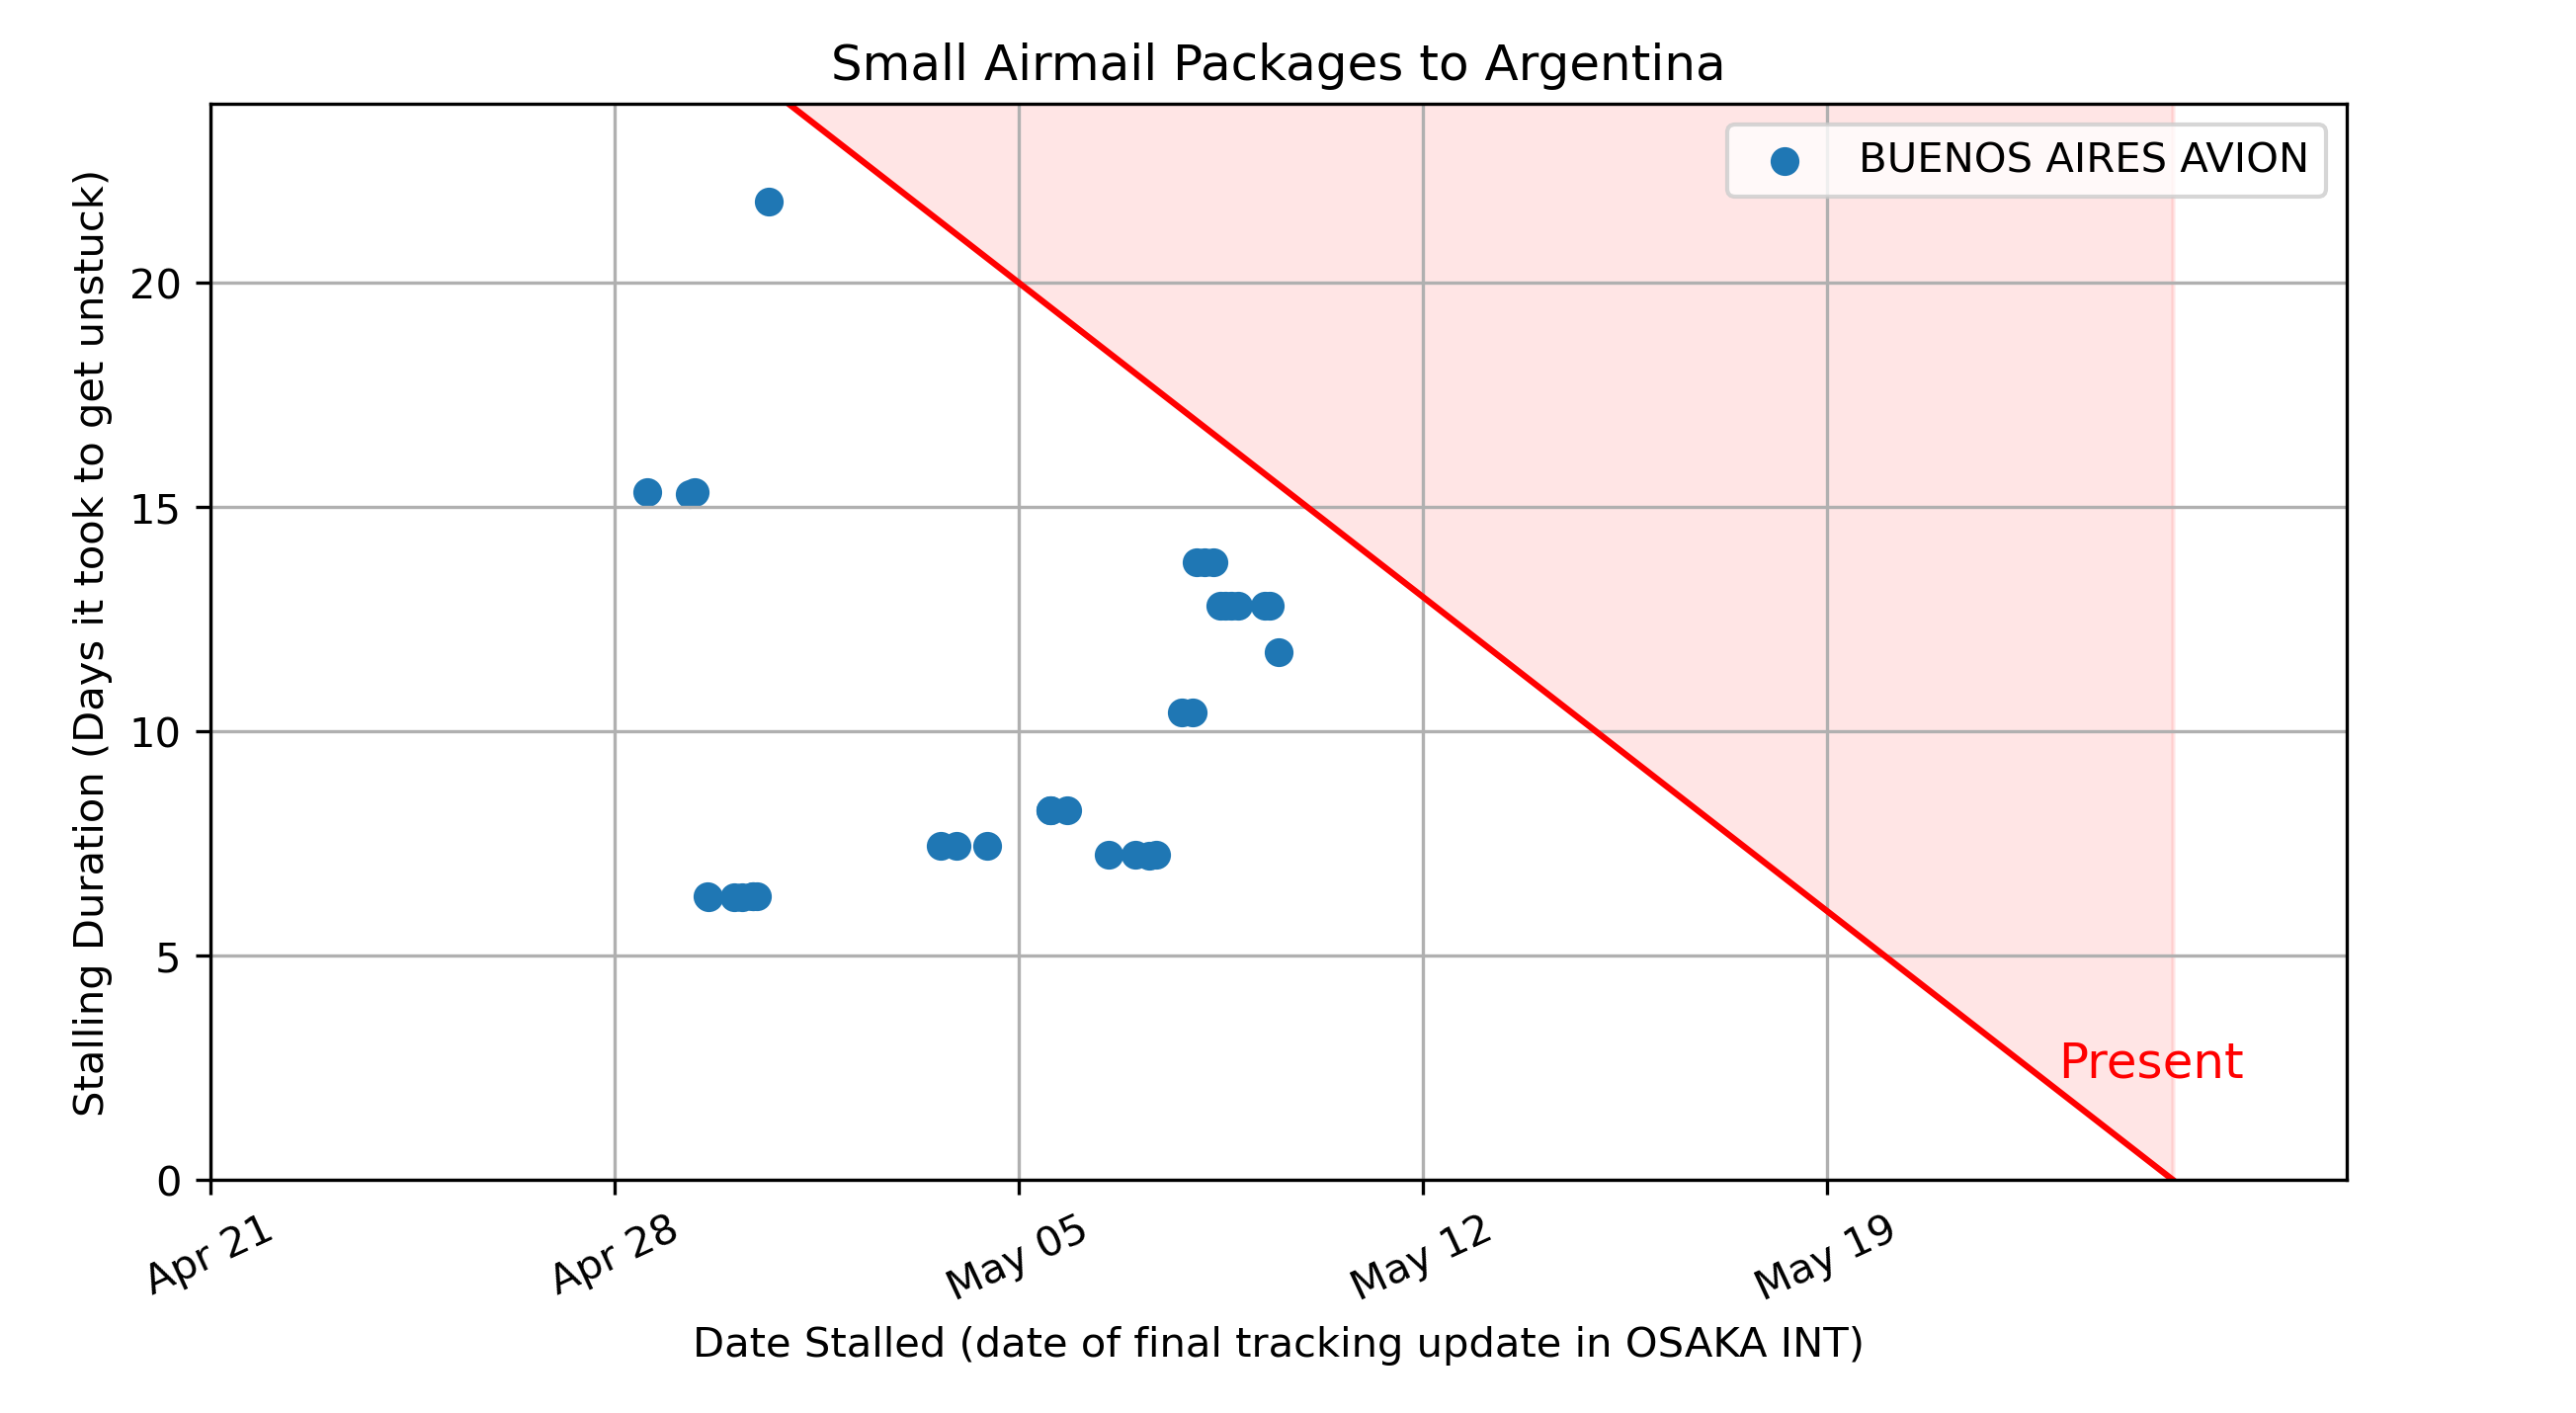 Small Airmail Packages to Argentina
BUENOS AIRES AVION
Stalling Duration (Days it took to get unstuck)
20
15
10
5
0
Present
Apr 21
Apr 28
May 05
May 12
May 19
Date Stalled (date of final tracking update in OSAKA INT)